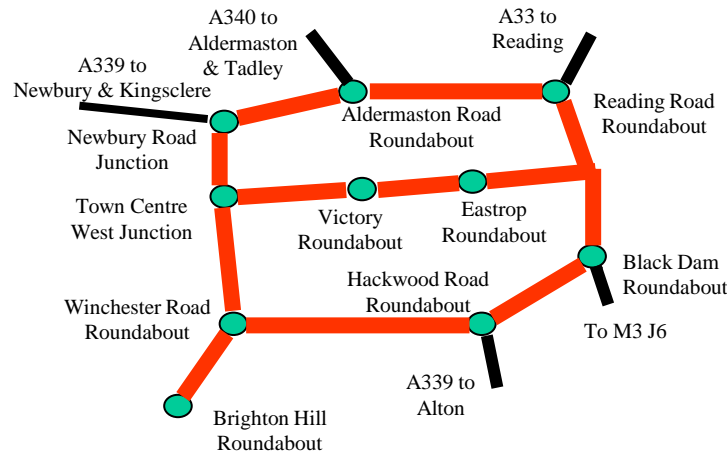 A340 to
Aldermaston
& Tadley
A33 to
Reading
A339 to
Newbury & Kingsclere
Newbury Road
Junction
Aldermaston Road
Roundabout
Reading Road
Roundabout
Town Centre
West Junction
Victory
Roundabout
Eastrop
Roundabout
Black Dam
Roundabout
Hackwood Road
Roundabout
Winchester Road
Roundabout
To M3 J6
A339 to
Alton
Brighton Hill
Roundabout